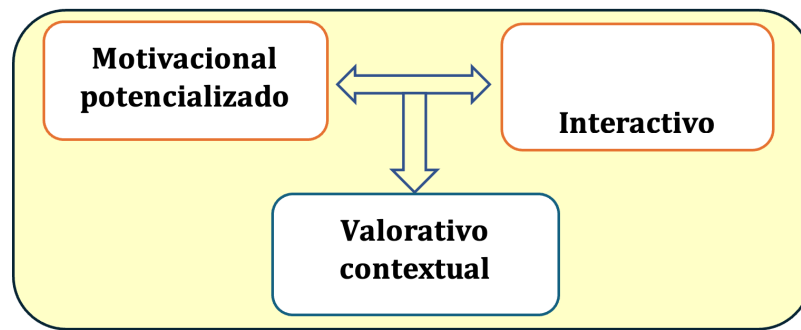 Motivacional
potencializado
Interactivo
Valorativo
contextual